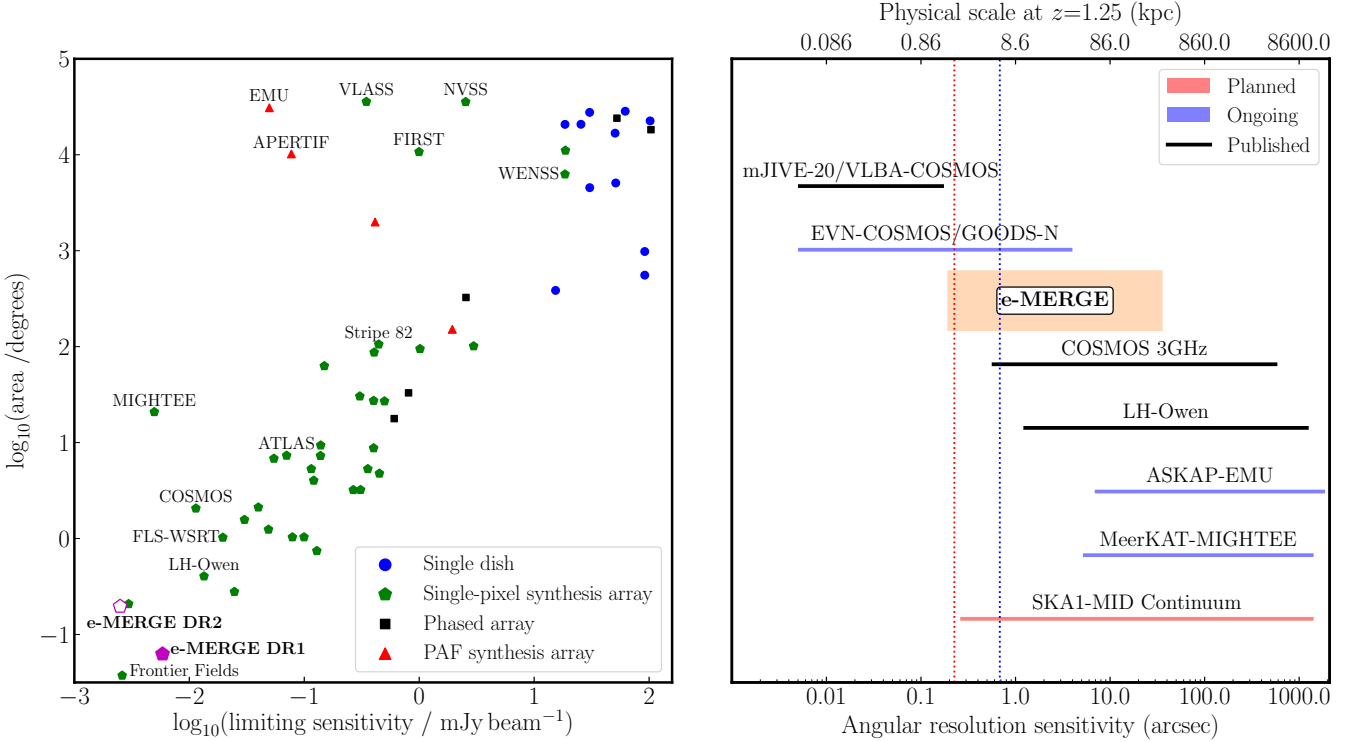 5
4
3
2
1
0
−1
log₁₀(area /degrees)
−3
−2
−1
0
1
2
log₁₀(limiting sensitivity / mJy beam⁻¹)
EMU
VLASS
NVSS
APERTIF
FIRST
WENSS
Stripe 82
MIGHTEE
ATLAS
COSMOS
FLS-WSRT
LH-Owen
e-MERGE DR2
e-MERGE DR1
Frontier Fields
Single dish
Single-pixel synthesis array
Phased array
PAF synthesis array
Physical scale at z=1.25 (kpc)
0.086
0.86
8.6
86.0
860.0
8600.0
Planned
Ongoing
Published
mJIVE-20/VLBA-COSMOS
EVN-COSMOS/GOODS-N
e-MERGE
COSMOS 3GHz
LH-Owen
ASKAP-EMU
MeerKAT-MIGHTEE
SKA1-MID Continuum
0.01
0.1
1.0
10.0
100.0
1000.0
Angular resolution sensitivity (arcsec)